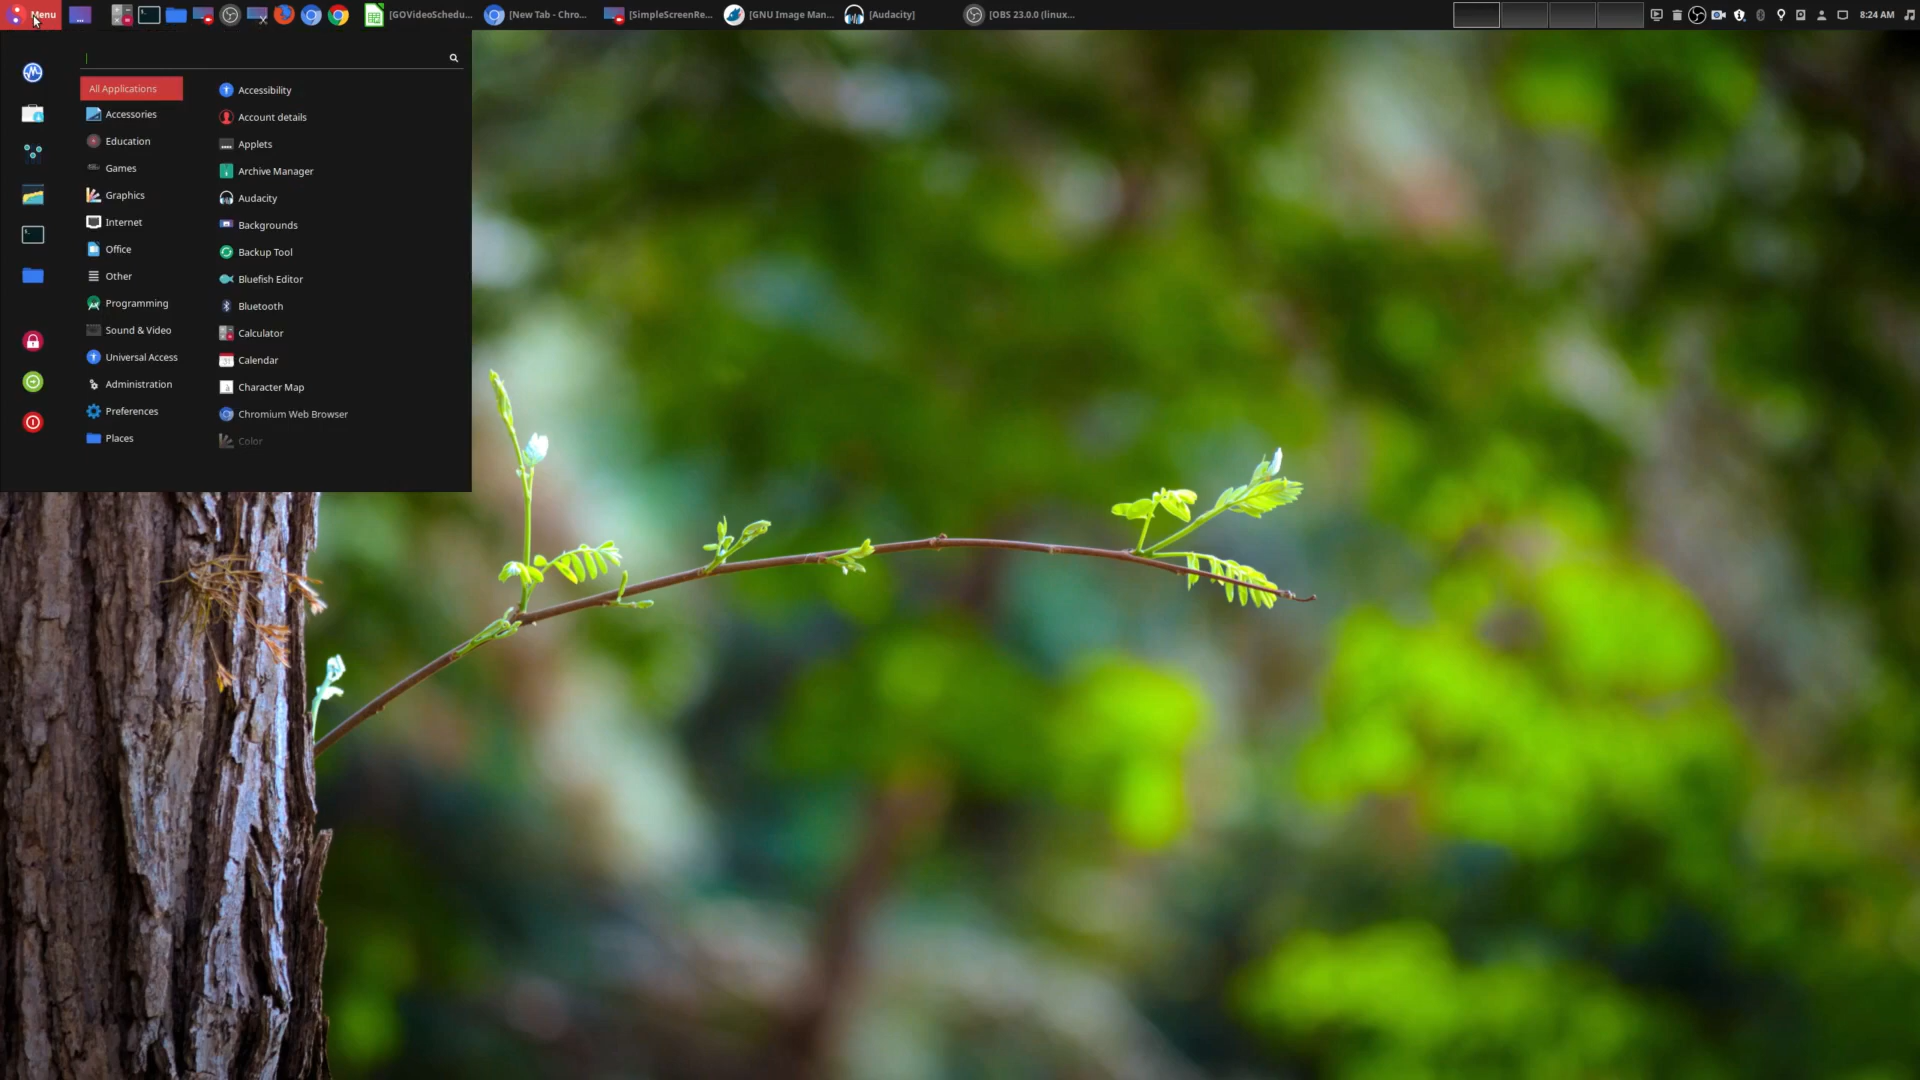 Menu
[GOVideoSchedu...
[New Tab - Chro...
[SimpleScreenRe...
[GNU Image Man...
[Audacity]
[OBS 23.0.0 (linux...
8:24 AM
All Applications
Accessories
Education
Games
Graphics
Internet
Office
Other
Programming
Sound & Video
Universal Access
Administration
Preferences
Places
Accessibility
Account details
Applets
Archive Manager
Audacity
Backgrounds
Backup Tool
Bluefish Editor
Bluetooth
Calculator
Calendar
Character Map
Chromium Web Browser
Color